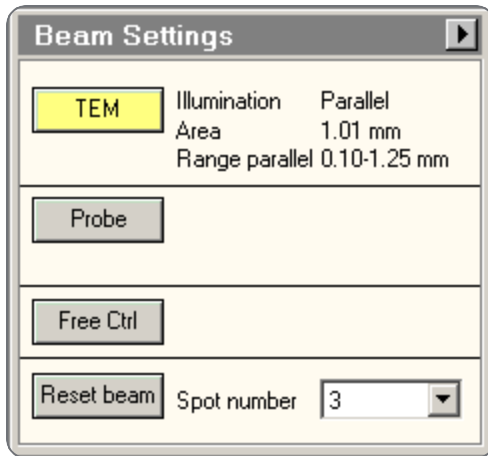 Beam Settings
TEM Illumination Parallel
Area 1.01 mm
Range parallel 0.10-1.25 mm
Probe
Free Ctrl
Reset beam Spot number 3